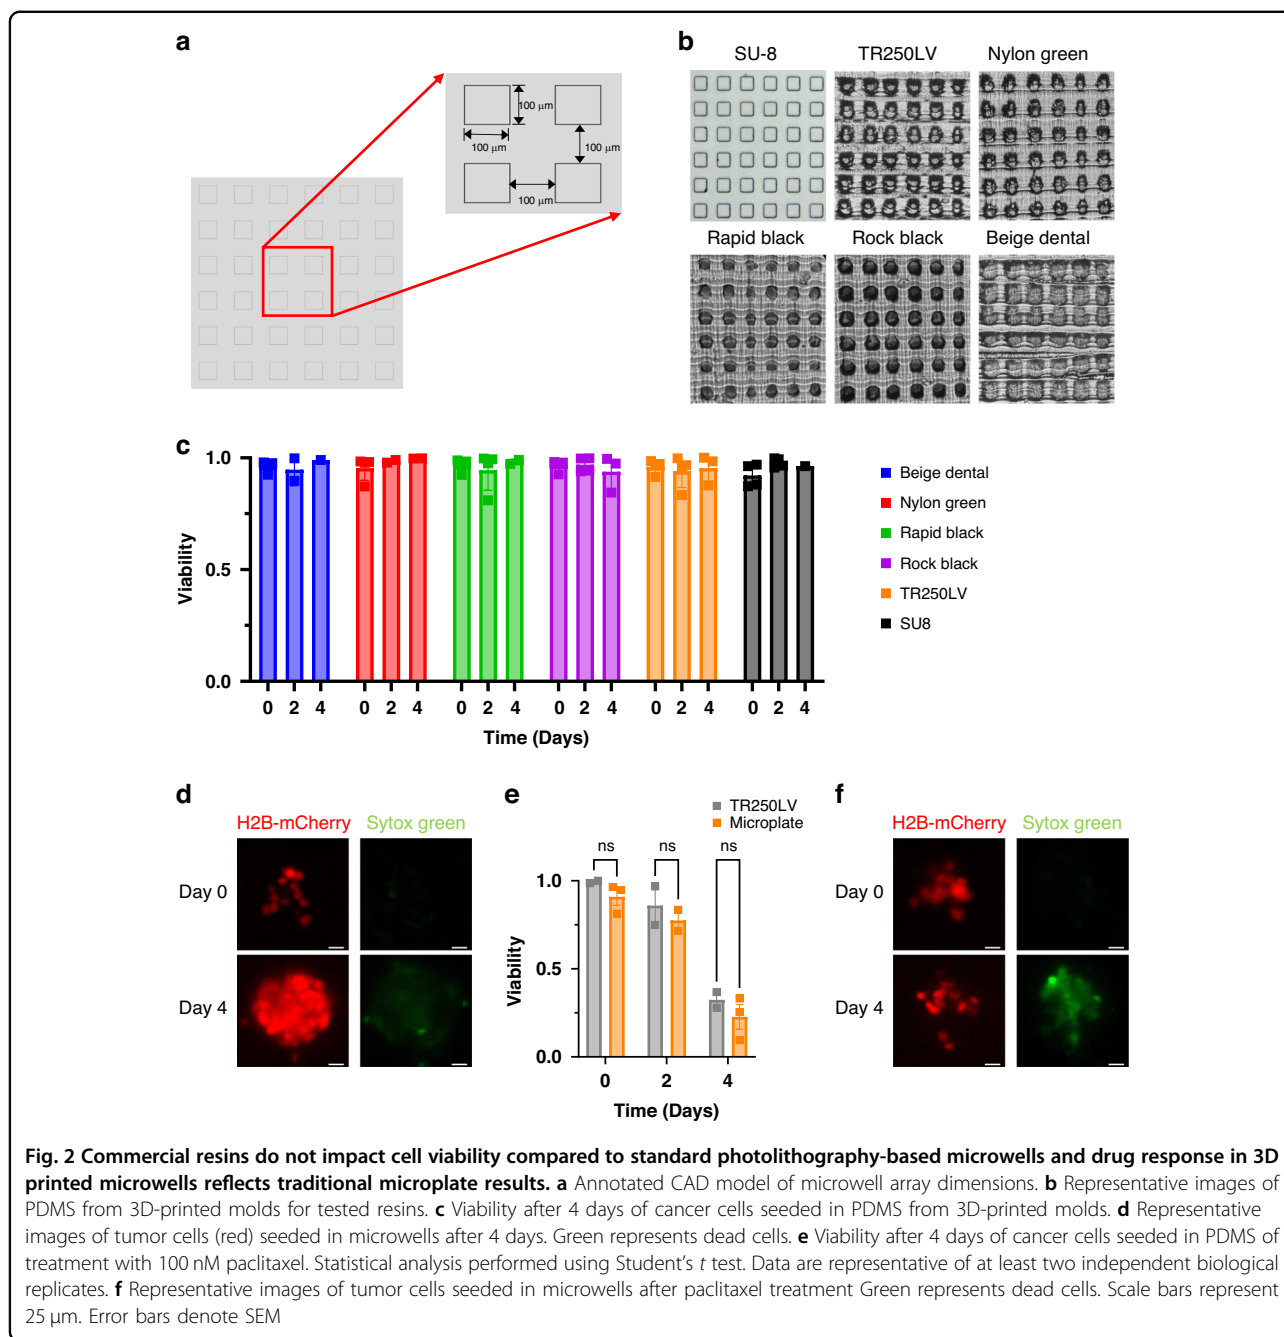 a
100 µm
100 µm
100 µm
100 µm
b
SU-8 TR250LV Nylon green
Rapid black Rock black Beige dental
c
Viability
1.0
0.5
0.0
0 2 4 0 2 4 0 2 4 0 2 4 0 2 4 0 2 4
Time (Days)
Beige dental
Nylon green
Rapid black
Rock black
TR250LV
SU8
d
H2B-mCherry Sytox green
Day 0
Day 4
e
TR250LV
Microplate
ns ns ns
Viability
1.0
0.5
0.0
0 2 4
Time (Days)
f
H2B-mCherry Sytox green
Day 0
Day 4
Fig. 2 Commercial resins do not impact cell viability compared to standard photolithography-based microwells and drug response in 3D
printed microwells reflects traditional microplate results. a Annotated CAD model of microwell array dimensions. b Representative images of
PDMS from 3D-printed molds for tested resins. c Viability after 4 days of cancer cells seeded in PDMS from 3D-printed molds. d Representative
images of tumor cells (red) seeded in microwells after 4 days. Green represents dead cells. e Viability after 4 days of cancer cells seeded in PDMS of
treatment with 100 nM paclitaxel. Statistical analysis performed using Student's t test. Data are representative of at least two independent biological
replicates. f Representative images of tumor cells seeded in microwells after paclitaxel treatment Green represents dead cells. Scale bars represent
25 µm. Error bars denote SEM